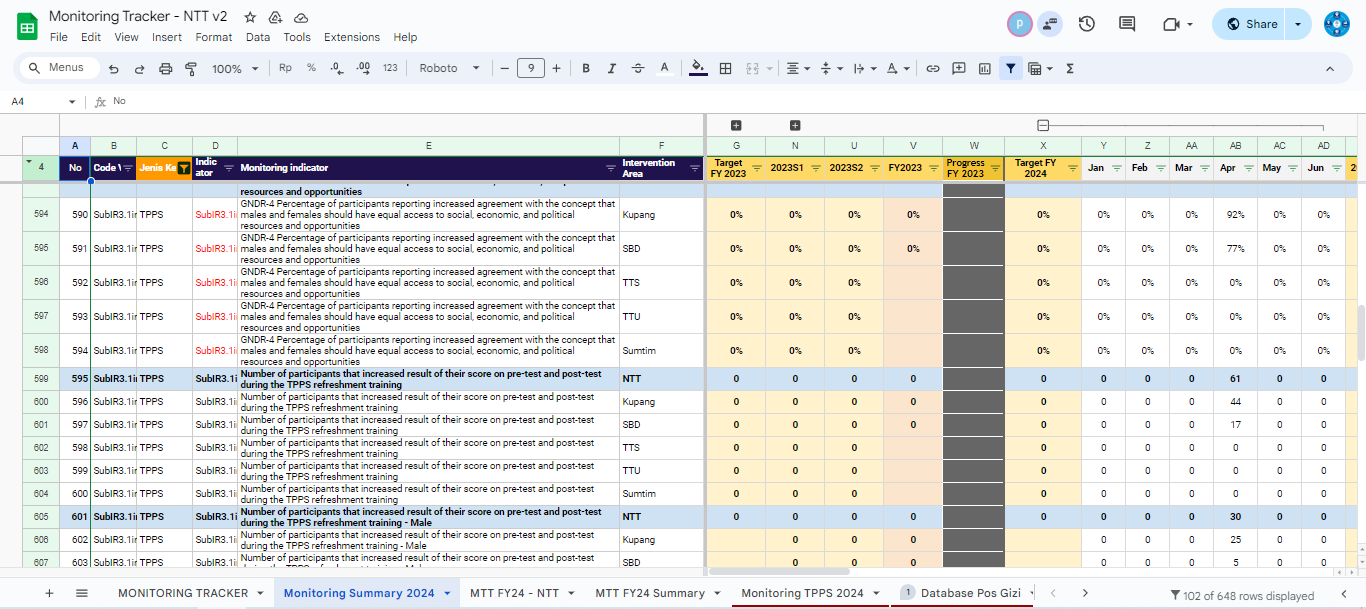 Monitoring Tracker - NTT v2
File Edit View Insert Format Data Tools Extensions Help
P
Share
Menus 100% Rp % .0 .00 123 Roboto 9 B I A
A4 fx No
A B C D E F G N U V W X Y Z AA AB AC AD
4 No Code Jenis Ke Indic ator Monitoring indicator Intervention Area Target FY 2023 2023S1 2023S2 FY2023 Progress FY 2023 Target FY 2024 Jan Feb Mar Apr May Jun
resources and opportunities
594 590 SubIR3.1in TPPS SubIR3.1i GNDR-4 Percentage of participants reporting increased agreement with the concept that males and females should have equal access to social, economic, and political resources and opportunities Kupang 0% 0% 0% 0% 0% 0% 0% 0% 92% 0% 0%
595 591 SubIR3.1in TPPS SubIR3.1i GNDR-4 Percentage of participants reporting increased agreement with the concept that males and females should have equal access to social, economic, and political resources and opportunities SBD 0% 0% 0% 0% 0% 0% 0% 0% 77% 0% 0%
596 592 SubIR3.1in TPPS SubIR3.1i GNDR-4 Percentage of participants reporting increased agreement with the concept that males and females should have equal access to social, economic, and political resources and opportunities TTS 0% 0% 0% 0% 0% 0% 0% 0% 0% 0%
597 593 SubIR3.1in TPPS SubIR3.1i GNDR-4 Percentage of participants reporting increased agreement with the concept that males and females should have equal access to social, economic, and political resources and opportunities TTU 0% 0% 0% 0% 0% 0% 0% 0% 0% 0%
598 594 SubIR3.1in TPPS SubIR3.1i GNDR-4 Percentage of participants reporting increased agreement with the concept that males and females should have equal access to social, economic, and political resources and opportunities Sumtim 0% 0% 0% 0% 0% 0% 0% 0% 0% 0%
599 595 SubIR3.1in TPPS SubIR3.1i Number of participants that increased result of their score on pre-test and post-test during the TPPS refreshment training NTT 0 0 0 0 0 0 0 0 61 0 0
600 596 SubIR3.1in TPPS SubIR3.1i Number of participants that increased result of their score on pre-test and post-test during the TPPS refreshment training Kupang 0 0 0 0 0 0 0 0 44 0 0
601 597 SubIR3.1in TPPS SubIR3.1i Number of participants that increased result of their score on pre-test and post-test during the TPPS refreshment training SBD 0 0 0 0 0 0 0 0 17 0 0
602 598 SubIR3.1in TPPS SubIR3.1i Number of participants that increased result of their score on pre-test and post-test during the TPPS refreshment training TTS 0 0 0 0 0 0 0 0 0 0
603 599 SubIR3.1in TPPS SubIR3.1i Number of participants that increased result of their score on pre-test and post-test during the TPPS refreshment training TTU 0 0 0 0 0 0 0 0 0 0
604 600 SubIR3.1in TPPS SubIR3.1i Number of participants that increased result of their score on pre-test and post-test during the TPPS refreshment training Sumtim 0 0 0 0 0 0 0 0 0 0
605 601 SubIR3.1in TPPS SubIR3.1i Number of participants that increased result of their score on pre-test and post-test during the TPPS refreshment training - Male NTT 0 0 0 0 0 0 0 0 30 0 0
606 602 SubIR3.1in TPPS SubIR3.1i Number of participants that increased result of their score on pre-test and post-test during the TPPS refreshment training - Male Kupang 0 0 0 0 0 0 25 0 0
607 603 SubIR3.1in TPPS SubIR3.1i Number of participants that increased result of their score on pre-test and post-test SBD 0 0 0 0 0 0 5 0 0
MONITORING TRACKER Monitoring Summary 2024 MTT FY24 - NTT MTT FY24 Summary Monitoring TPPS 2024 1 Database Pos Gizi 102 of 648 rows displayed